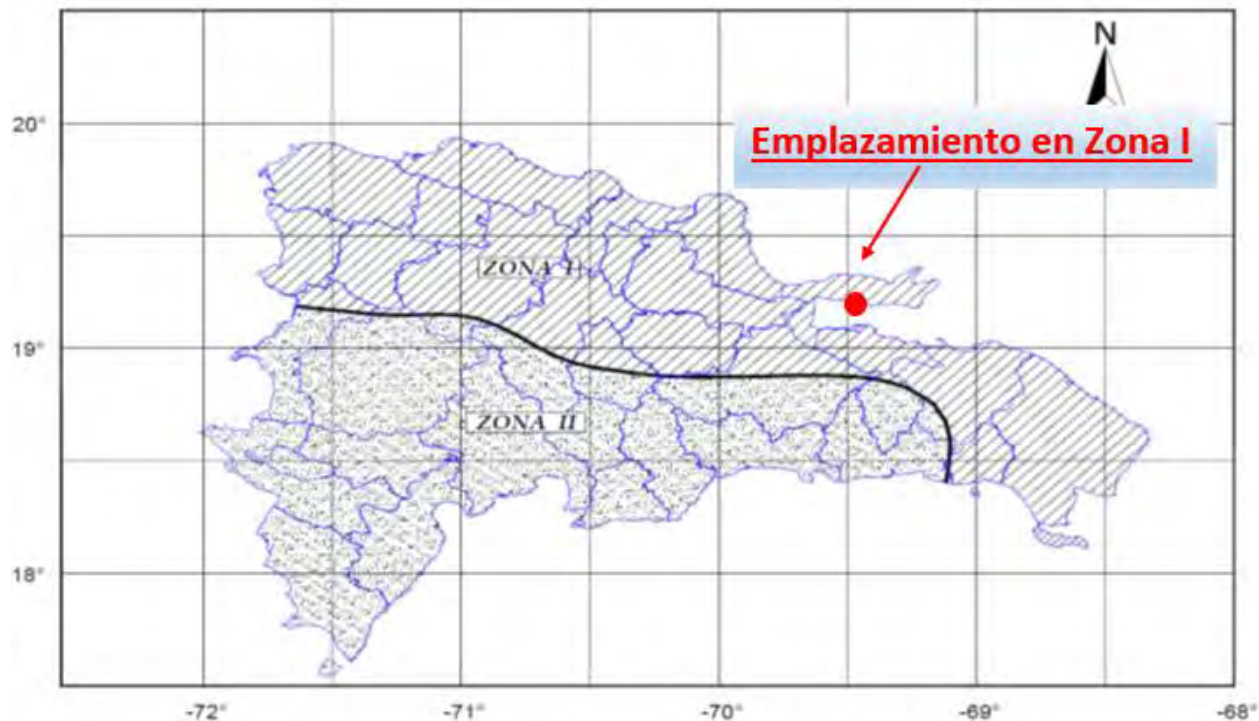 N
20°
Emplazamiento en Zona I
ZONA I
19°
ZONA II
18°
-72° -71° -70° -69° -68°